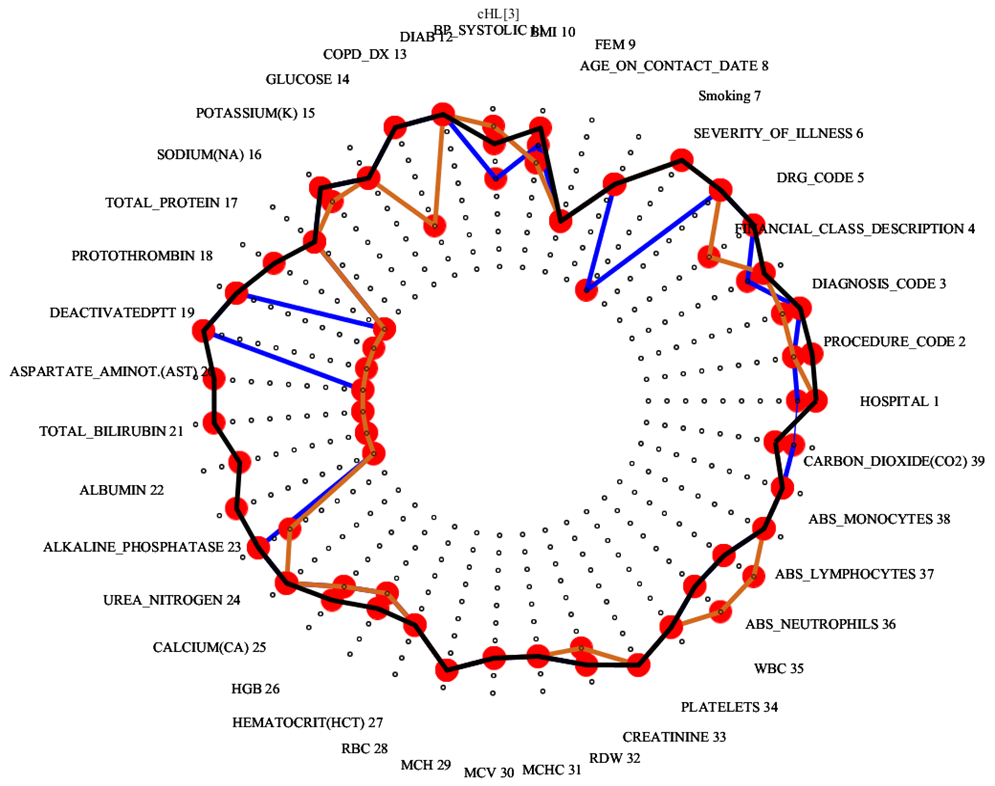 cHL[3]
BP_SYSTOLIC 11
BMI 10
DIAB 12
FEM 9
COPD_DX 13
AGE_ON_CONTACT_DATE 8
GLUCOSE 14
Smoking 7
POTASSIUM(K) 15
SEVERITY_OF_ILLNESS 6
SODIUM(NA) 16
DRG_CODE 5
TOTAL_PROTEIN 17
FINANCIAL_CLASS_DESCRIPTION 4
PROTOTHROMBIN 18
DIAGNOSIS_CODE 3
DEACTIVATEDPTT 19
PROCEDURE_CODE 2
ASPARTATE_AMINOT.(AST) 20
HOSPITAL 1
TOTAL_BILIRUBIN 21
CARBON_DIOXIDE(CO2) 39
ALBUMIN 22
ABS_MONOCYTES 38
ALKALINE_PHOSPHATASE 23
ABS_LYMPHOCYTES 37
UREA_NITROGEN 24
ABS_NEUTROPHILS 36
CALCIUM(CA) 25
WBC 35
HGB 26
PLATELETS 34
HEMATOCRIT(HCT) 27
CREATININE 33
RBC 28
RDW 32
MCH 29
MCV 30
MCHC 31